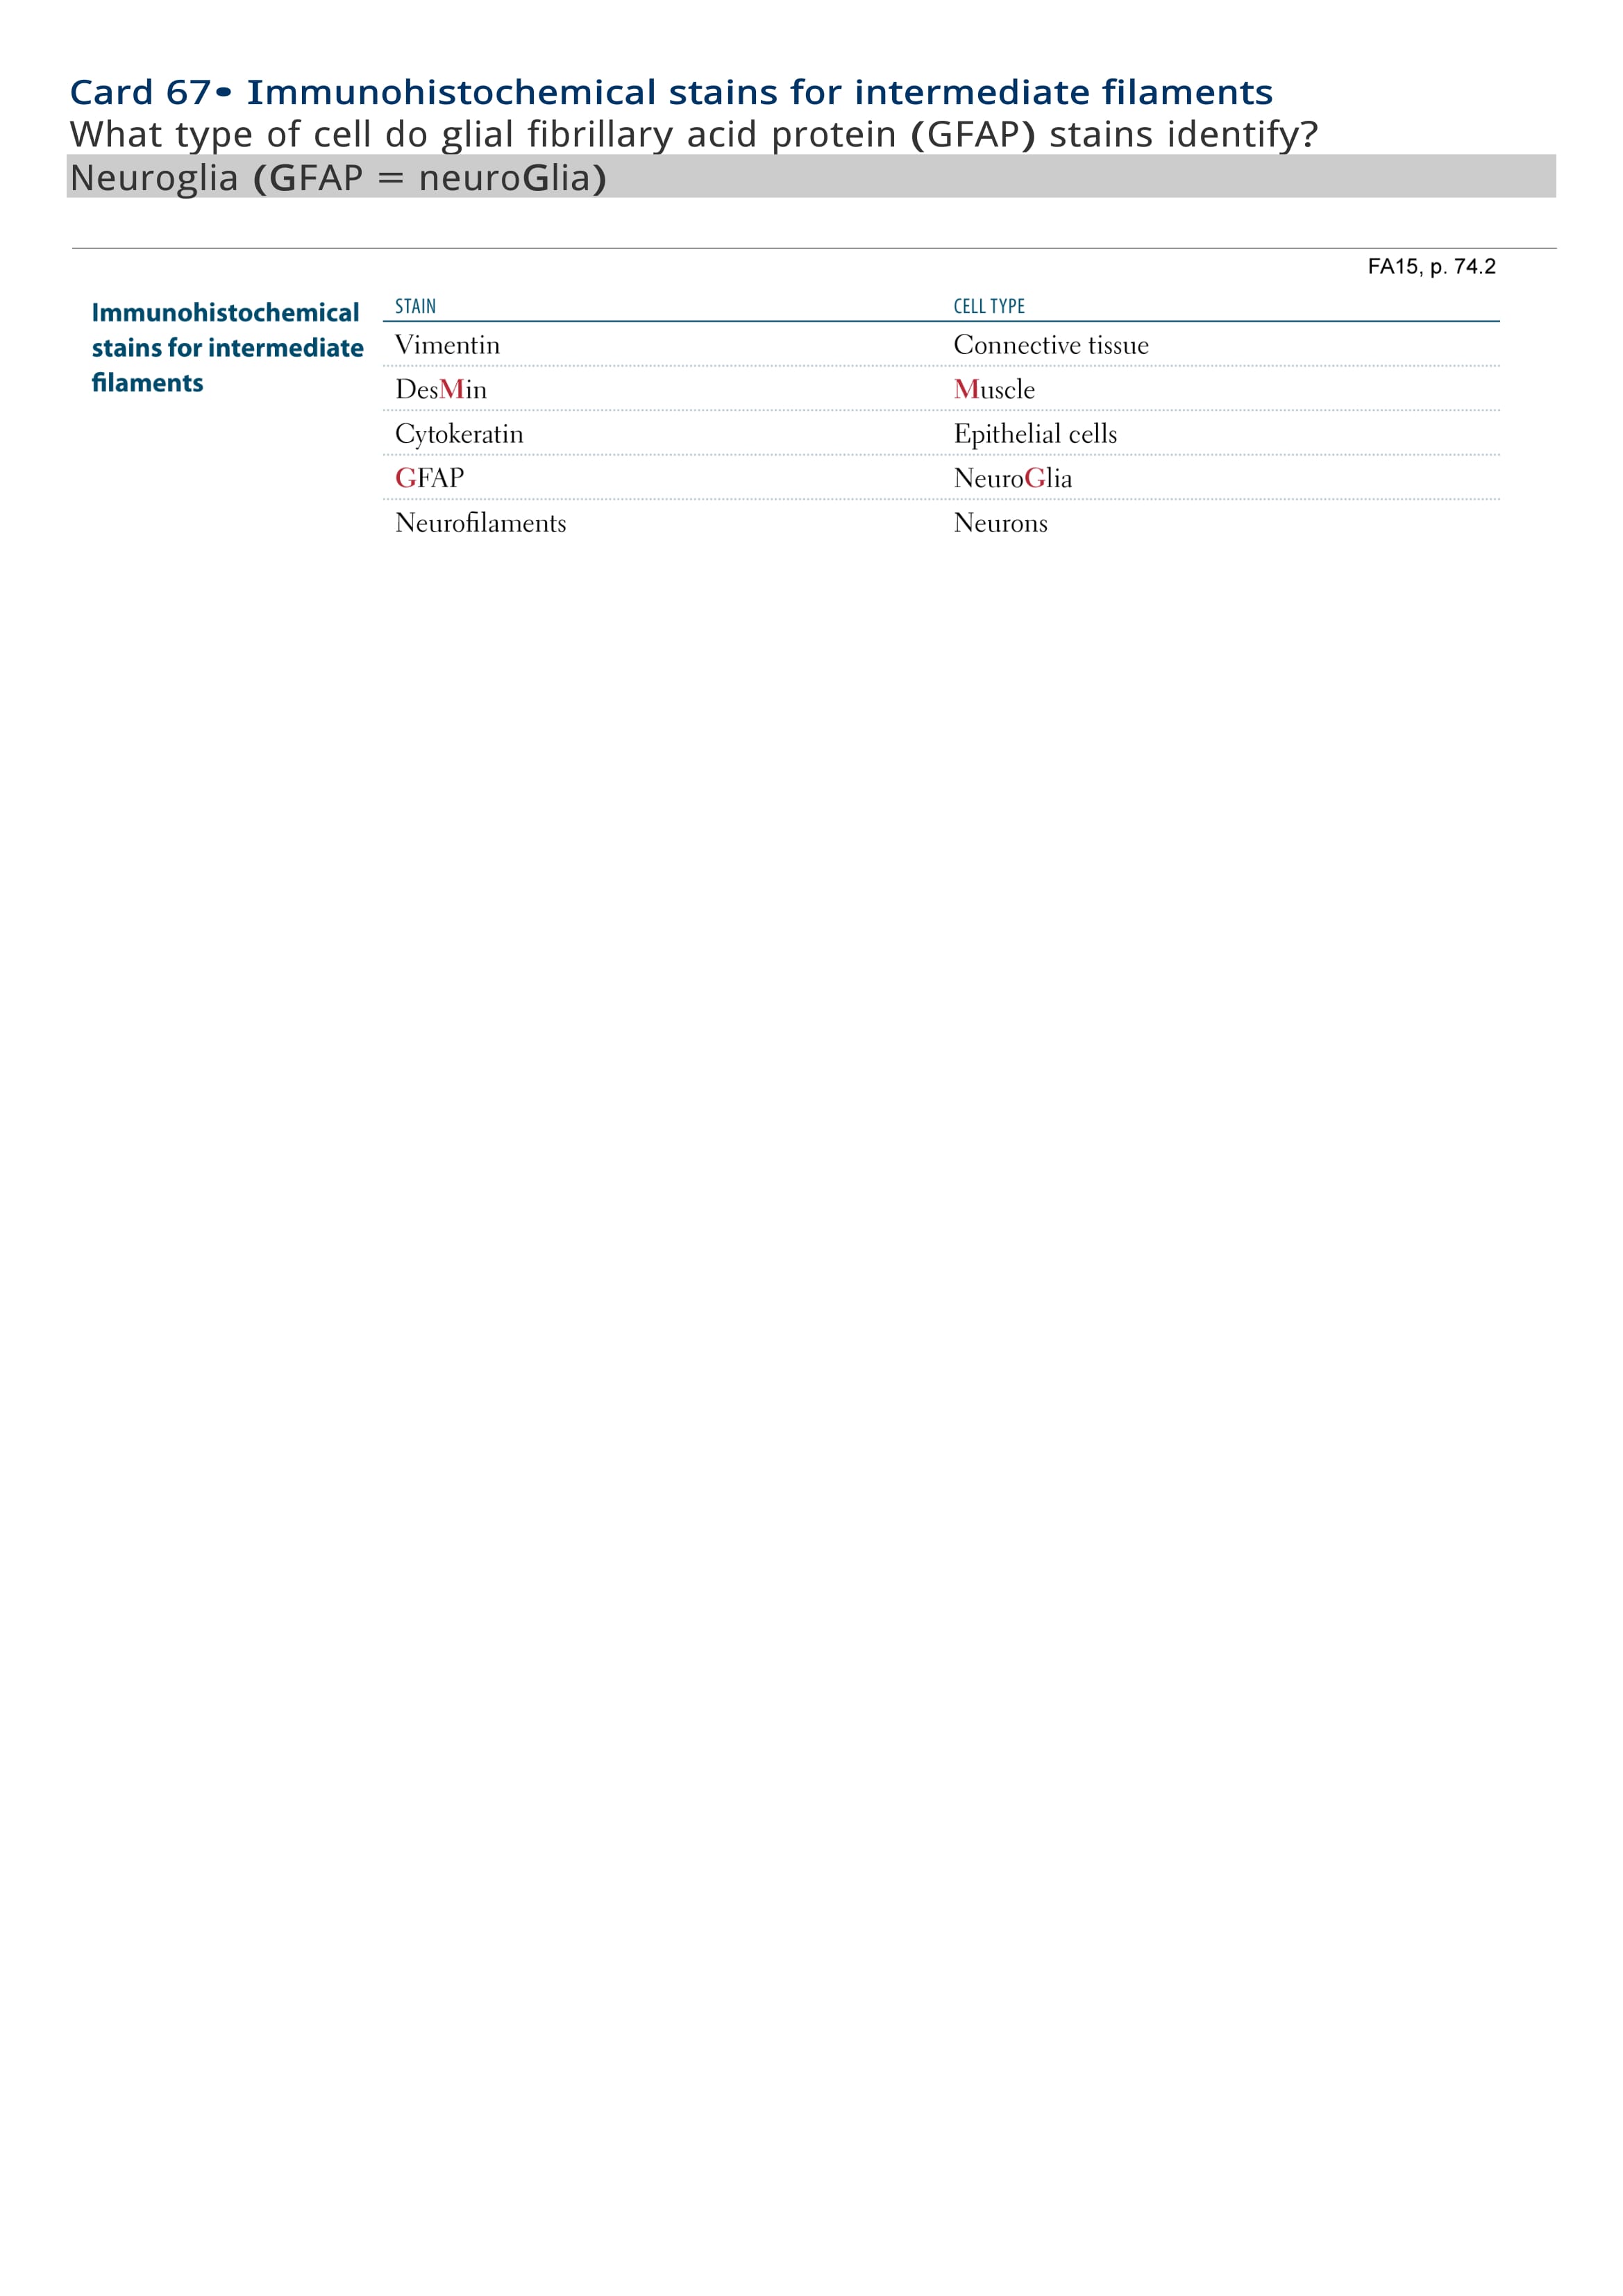 Card 67• Immunohistochemical stains for intermediate filaments
What type of cell do glial fibrillary acid protein (GFAP) stains identify?
Neuroglia (GFAP = neuroGlia)
FA15, p. 74.2
Immunohistochemical
stains for intermediate
filaments
STAIN CELL TYPE
Vimentin Connective tissue
DesMin Muscle
Cytokeratin Epithelial cells
GFAP NeuroGlia
Neurofilaments Neurons